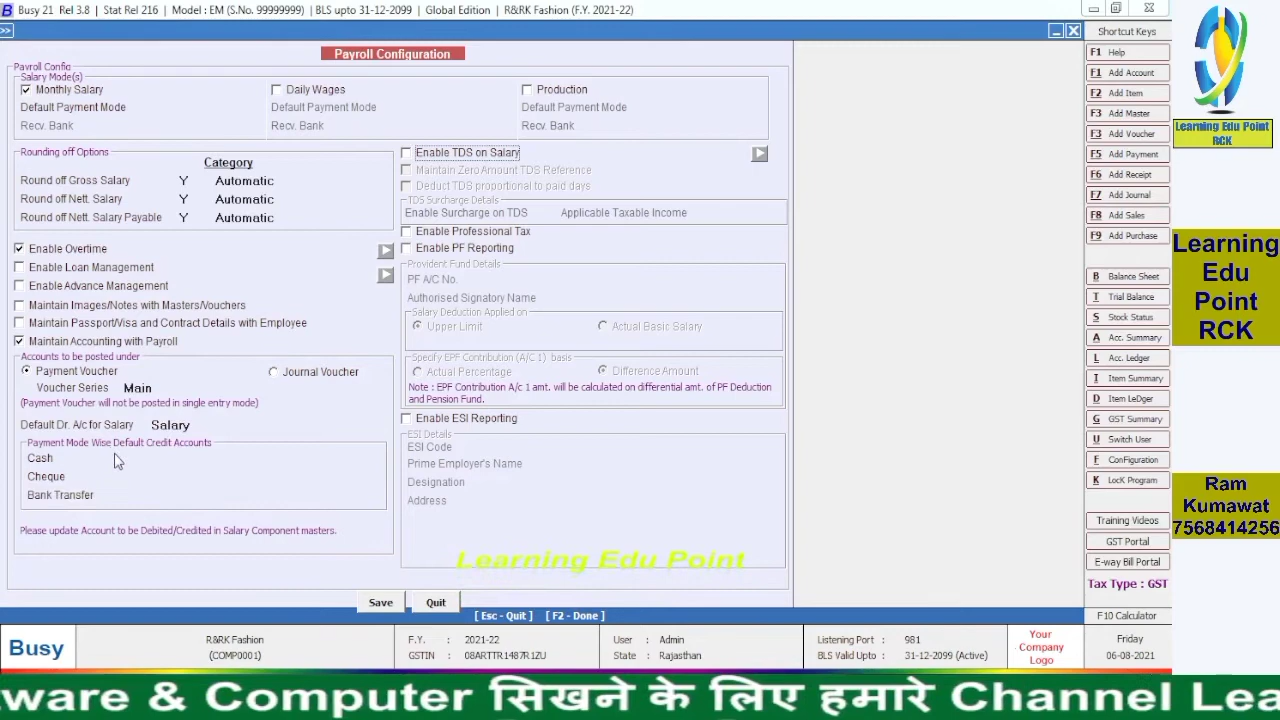 Busy 21 Rel 3.8 | Stat Rel 216 | Model : EM (S.No. 99999999) | BLS upto 31-12-2099 | Global Edition | R&RK Fashion (F.Y. 2021-22)
>>
Payroll Configuration
Payroll Config
Salary Mode(s)
Monthly Salary
Daily Wages
Production
Default Payment Mode
Default Payment Mode
Default Payment Mode
Recv. Bank
Recv. Bank
Recv. Bank
Rounding off Options
Category
Round off Gross Salary Y Automatic
Round off Nett. Salary Y Automatic
Round off Nett. Salary Payable Y Automatic
Enable Overtime
Enable Loan Management
Enable Advance Management
Maintain Images/Notes with Masters/Vouchers
Maintain Passport/Visa and Contract Details with Employee
Maintain Accounting with Payroll
Accounts to be posted under
Payment Voucher
Journal Voucher
Voucher Series Main
(Payment Voucher will not be posted in single entry mode)
Default Dr. A/c for Salary Salary
Payment Mode Wise Default Credit Accounts
Cash
Cheque
Bank Transfer
Please update Account to be Debited/Credited in Salary Component masters.
Enable TDS on Salary
Maintain Zero Amount TDS Reference
Deduct TDS proportional to paid days
TDS Surcharge Details
Enable Surcharge on TDS
Applicable Taxable Income
Enable Professional Tax
Enable PF Reporting
Provident Fund Details
PF A/C No.
Authorised Signatory Name
Salary Deduction Applied on
Actual Basic Salary
Specify EPF Contribution (A/C 1) basis
Actual Percentage
Difference Amount
Note : EPF Contribution A/c 1 amt. will be calculated on differential amt. of PF Deduction
and Pension Fund.
Enable ESI Reporting
ESI Details
ESI Code
Prime Employer's Name
Designation
Address
earning Edu Point
Save
Quit
[ Esc - Quit ] [ F2 - Done ]
Shortcut Keys
F1 Help
F1 Add Account
F2 Add Item
F3 Add Master
F3 Add Voucher
F5 Add Payment
F6 Add Receipt
F7 Add Journal
F8 Add Sales
F9 Add Purchase
B Balance Sheet
T Trial Balance
S Stock Status
A Acc. Summary
L Acc. Ledger
I Item Summary
D Item LeDger
G GST Summary
U Switch User
F Configuration
K LocK Program
Training Videos
GST Portal
E-way Bill Portal
Tax Type : GST
F10 Calculator
Learning Edu Point
RCK
Learning
Edu
Point
RCK
Ram
Kumawat
7568414256
Busy
R&RK Fashion
(COMP0001)
F.Y. : 2021-22
GSTIN : 08ARTTR1487R1ZU
User : Admin
State : Rajasthan
Listening Port : 981
BLS Valid Upto : 31-12-2099 (Active)
Your
Company
Logo
Friday
06-08-2021
ware & Computer सिखने के लिए हमारे Channel Lea